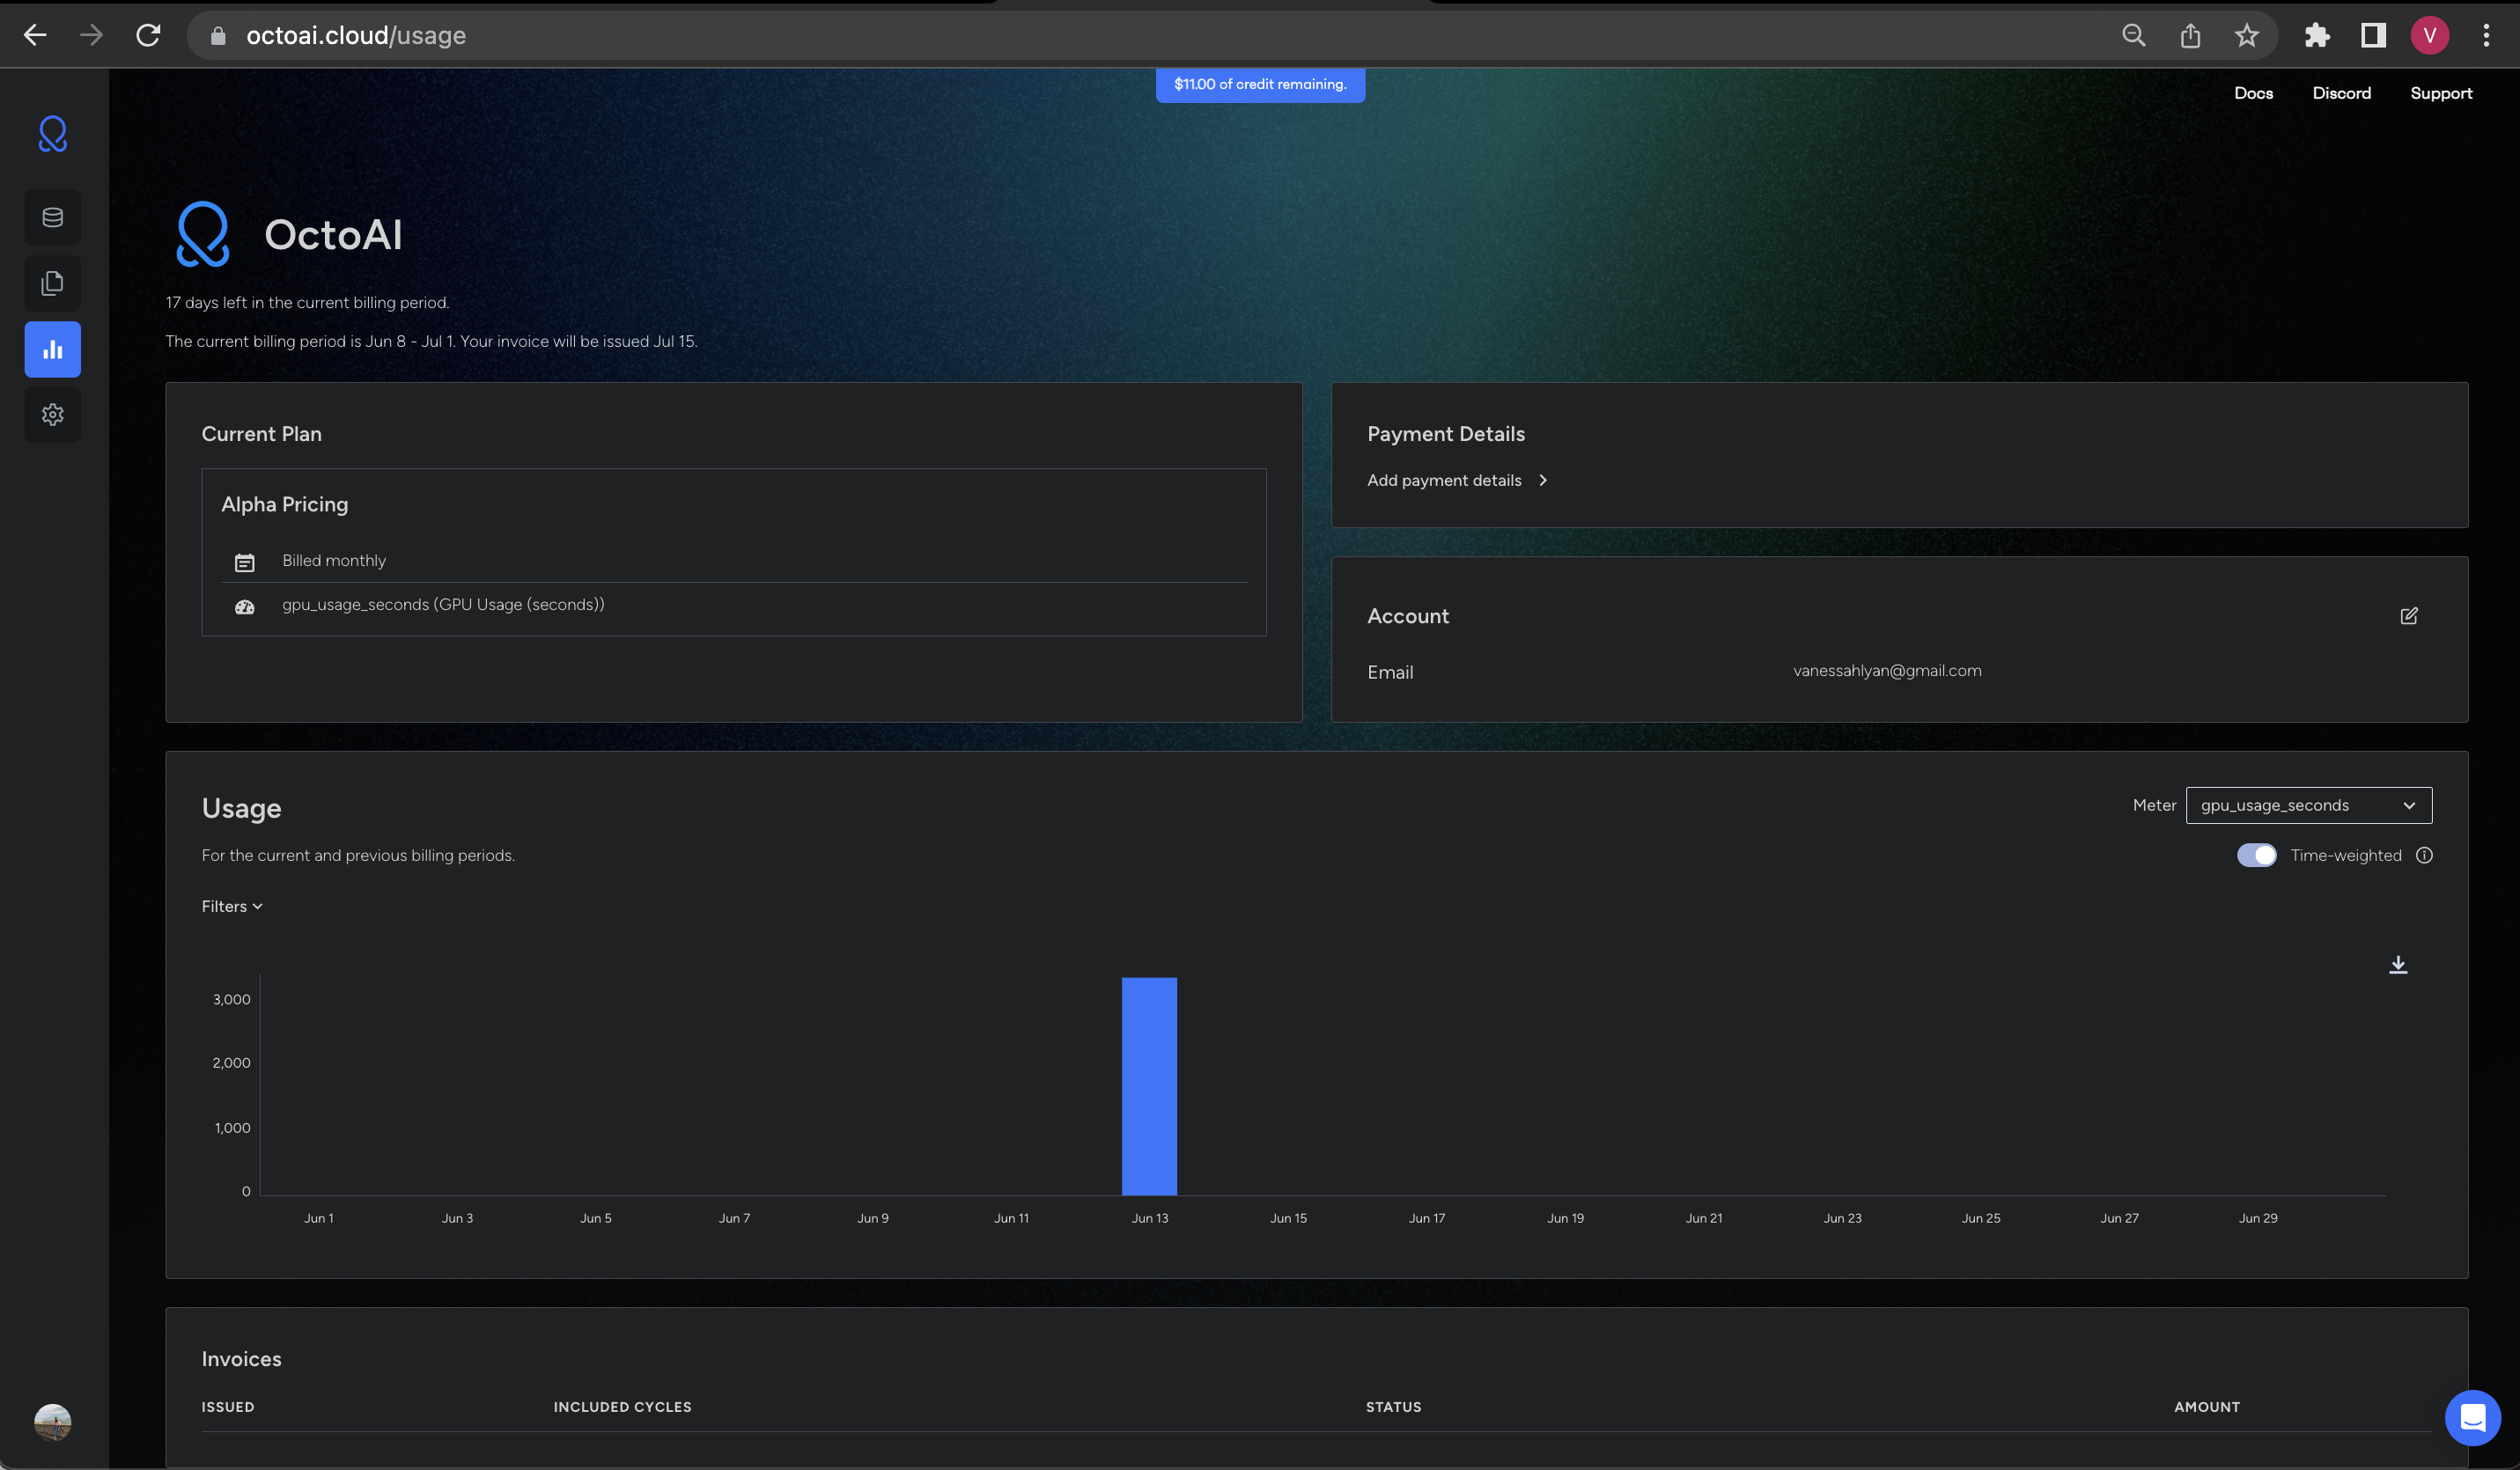 octoai.cloud/usage
V
$11.00 of credit remaining.
Docs Discord Support
OctoAI
17 days left in the current billing period.
The current billing period is Jun 8 - Jul 1. Your invoice will be issued Jul 15.
Current Plan
Alpha Pricing
Billed monthly
gpu_usage_seconds (GPU Usage (seconds))
Payment Details
Add payment details
Account
Email vanessahlyan@gmail.com
Usage
Meter gpu_usage_seconds
For the current and previous billing periods.
Time-weighted
Filters
3,000
2,000
1,000
0
Jun 1 Jun 3 Jun 5 Jun 7 Jun 9 Jun 11 Jun 13 Jun 15 Jun 17 Jun 19 Jun 21 Jun 23 Jun 25 Jun 27 Jun 29
Invoices
ISSUED INCLUDED CYCLES STATUS AMOUNT